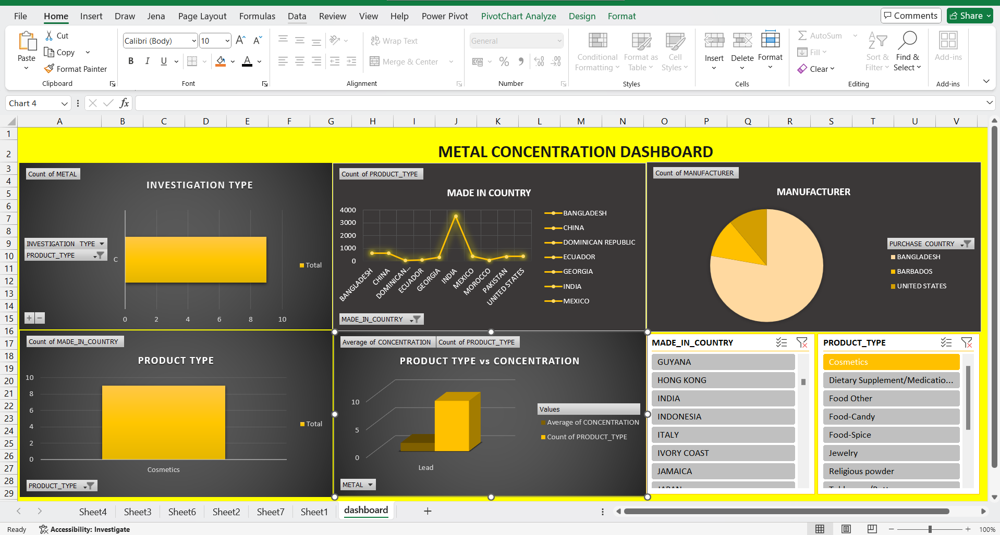 File Home Insert Draw Jena Page Layout Formulas Data Review View Help Power Pivot PivotChart Analyze Design Format Comments Share
Paste
Cut
Copy
Format Painter
Clipboard
Calibri (Body) 10
B I U
Font
Wrap Text
Merge & Center
Alignment
General
Number
Conditional Formatting
Format as Table
Cell Styles
Styles
Insert Delete Format
Cells
AutoSum
Fill
Clear
Sort & Filter
Find & Select
Editing
Add-ins
Add-ins
Chart 4
fx
A B C D E F G H I J K L M N O P Q R S T U V
1
2
3
4
5
6
7
8
9
10
11
12
13
14
15
16
17
18
19
20
21
22
23
24
25
26
27
28
29
METAL CONCENTRATION DASHBOARD
Count of METAL
INVESTIGATION TYPE
INVESTIGATION TYPE
PRODUCT_TYPE
C
Total
0 2 4 6 8 10
Count of PRODUCT_TYPE
MADE IN COUNTRY
4000
3000
2000
1000
0
BANGLADESH
CHINA
DOMINICAN...
ECUADOR
GEORGIA
INDIA
MEXICO
MOROCCO
PAKISTAN
UNITED STATES
BANGLADESH
CHINA
DOMINICAN REPUBLIC
ECUADOR
GEORGIA
INDIA
MEXICO
MADE_IN_COUNTRY
Count of MANUFACTURER
MANUFACTURER
PURCHASE COUNTRY
BANGLADESH
BARBADOS
UNITED STATES
Count of MADE_IN_COUNTRY
PRODUCT TYPE
10
8
6
4
2
0
Cosmetics
Total
PRODUCT_TYPE
Average of CONCENTRATION Count of PRODUCT_TYPE
PRODUCT TYPE vs CONCENTRATION
10
5
0
Lead
Values
Average of CONCENTRATION
Count of PRODUCT_TYPE
METAL
MADE_IN_COUNTRY
GUYANA
HONG KONG
INDIA
INDONESIA
ITALY
IVORY COAST
JAMAICA
PRODUCT_TYPE
Cosmetics
Dietary Supplement/Medicatio...
Food Other
Food-Candy
Food-Spice
Jewelry
Religious powder
Sheet4 Sheet3 Sheet6 Sheet2 Sheet7 Sheet1 dashboard
Ready Accessibility: Investigate 100%